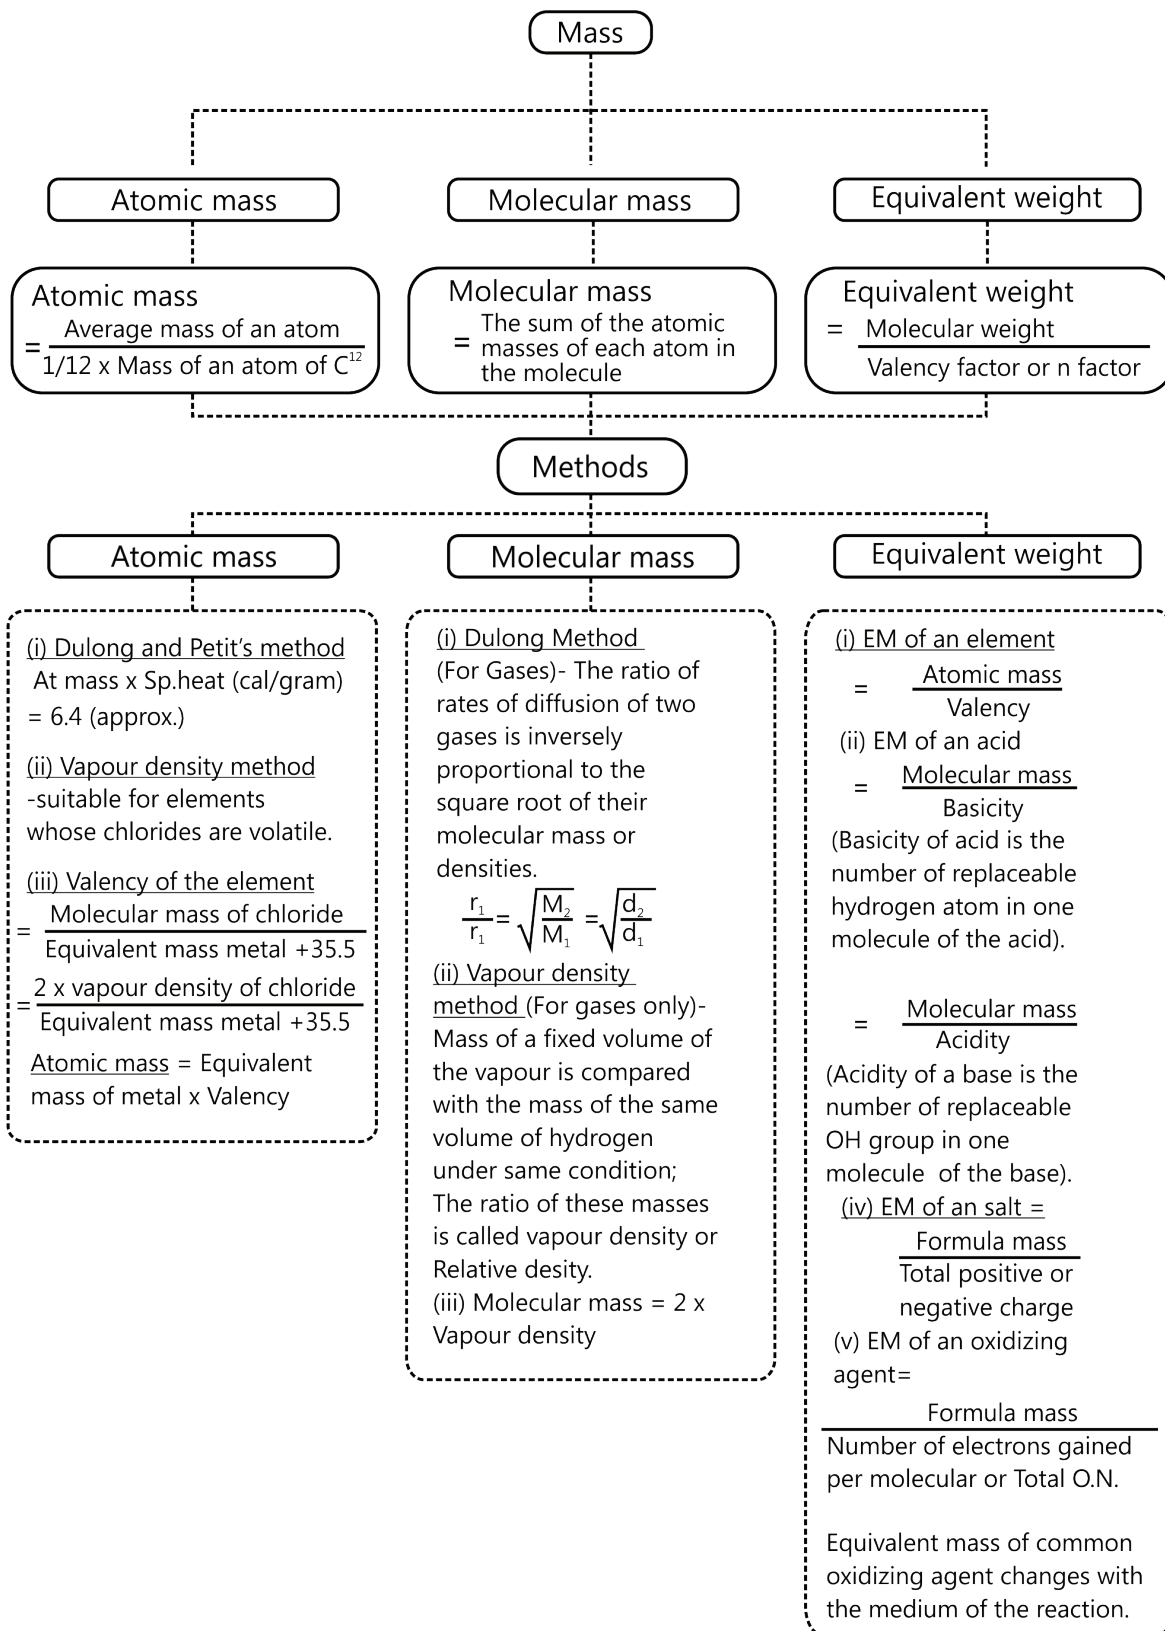 Mass
Atomic mass
Molecular mass
Equivalent weight
Atomic mass
= Average mass of an atom
1/12 x Mass of an atom of C¹²
Molecular mass
= The sum of the atomic
masses of each atom in
the molecule
Equivalent weight
= Molecular weight
Valency factor or n factor
Methods
Atomic mass
Molecular mass
Equivalent weight
(i) Dulong and Petit’s method
At mass x Sp.heat (cal/gram)
= 6.4 (approx.)
(ii) Vapour density method
-suitable for elements
whose chlorides are volatile.
(iii) Valency of the element
= Molecular mass of chloride
Equivalent mass metal +35.5
= 2 x vapour density of chloride
Equivalent mass metal +35.5
Atomic mass = Equivalent
mass of metal x Valency
(i) Dulong Method
(For Gases)- The ratio of
rates of diffusion of two
gases is inversely
proportional to the
square root of their
molecular mass or
densities.
r₁/r₁ = √M₂/M₁ = √d₂/d₁
(ii) Vapour density
method (For gases only)-
Mass of a fixed volume of
the vapour is compared
with the mass of the same
volume of hydrogen
under same condition;
The ratio of these masses
is called vapour density or
Relative desity.
(iii) Molecular mass = 2 x
Vapour density
(i) EM of an element
= Atomic mass
Valency
(ii) EM of an acid
= Molecular mass
Basicity
(Basicity of acid is the
number of replaceable
hydrogen atom in one
molecule of the acid).
= Molecular mass
Acidity
(Acidity of a base is the
number of replaceable
OH group in one
molecule of the base).
(iv) EM of an salt =
Formula mass
Total positive or
negative charge
(v) EM of an oxidizing
agent=
Formula mass
Number of electrons gained
per molecular or Total O.N.
Equivalent mass of common
oxidizing agent changes with
the medium of the reaction.